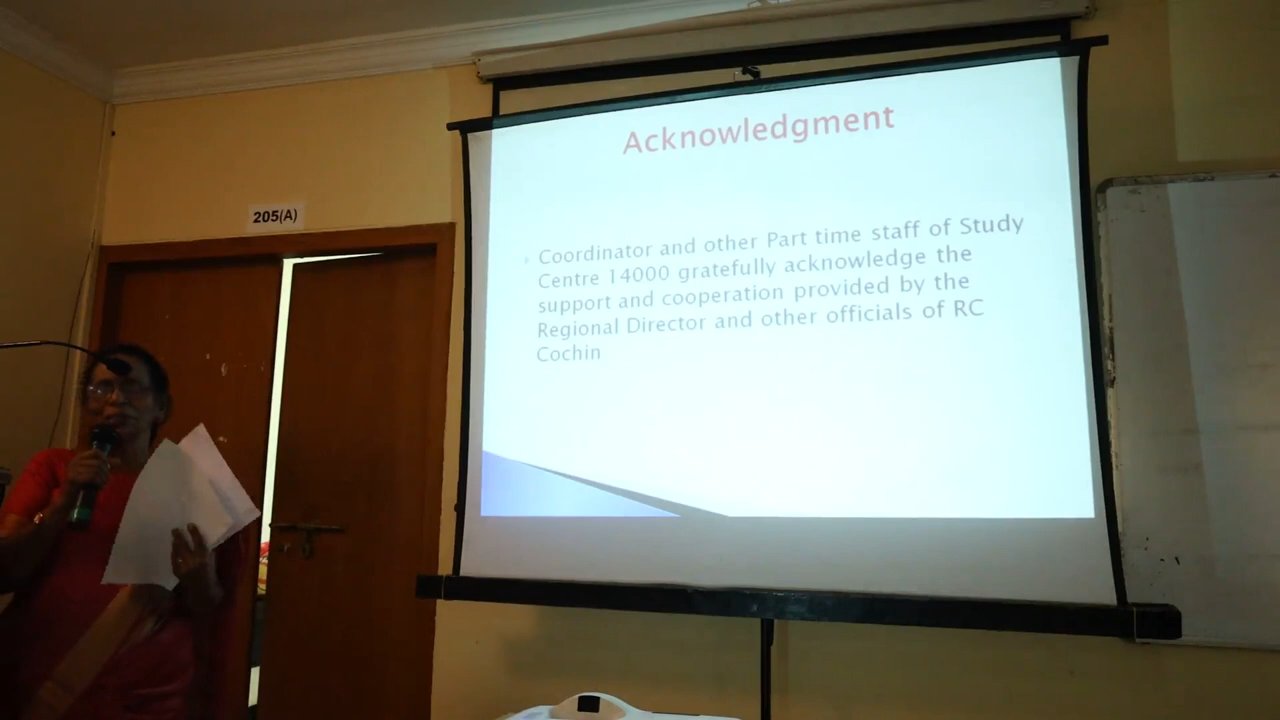 Acknowledgment
205(A)
Coordinator and other Part time staff of Study
Centre 14000 gratefully acknowledge the
support and cooperation provided by the
Regional Director and other officials of RC
Cochin